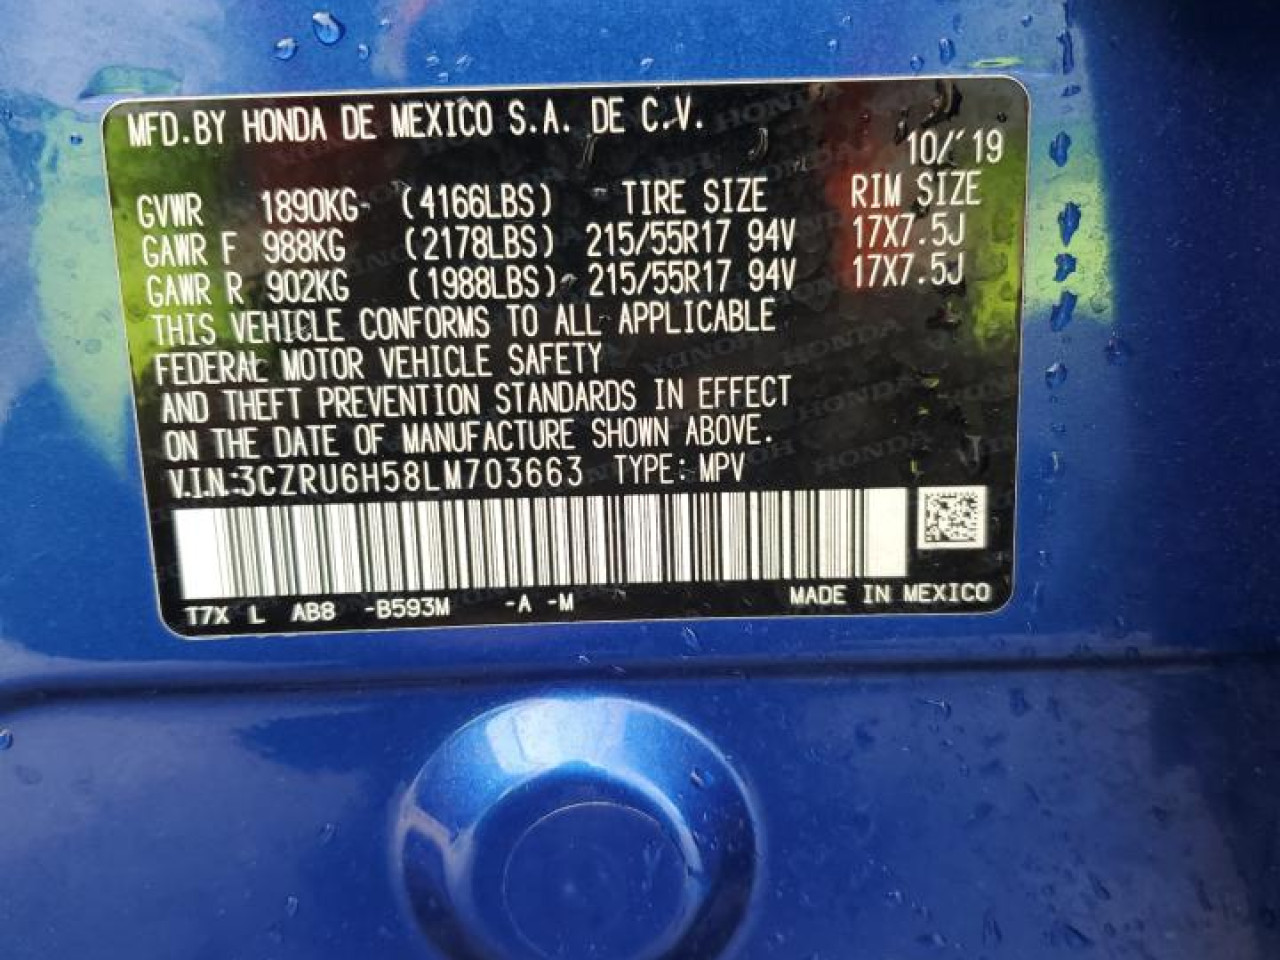 MFD.BY HONDA DE MEXICO S.A. DE C.V.
10/'19
GVWR 1890KG (4166LBS) TIRE SIZE RIM SIZE
GAWR F 988KG (2178LBS) 215/55R17 94V 17X7.5J
GAWR R 902KG (1988LBS) 215/55R17 94V 17X7.5J
THIS VEHICLE CONFORMS TO ALL APPLICABLE
FEDERAL MOTOR VEHICLE SAFETY
AND THEFT PREVENTION STANDARDS IN EFFECT
ON THE DATE OF MANUFACTURE SHOWN ABOVE.
V.I.N.:3CZRU6H58LM703663 TYPE: MPV
T7X L AB8 -B593M -A -M MADE IN MEXICO